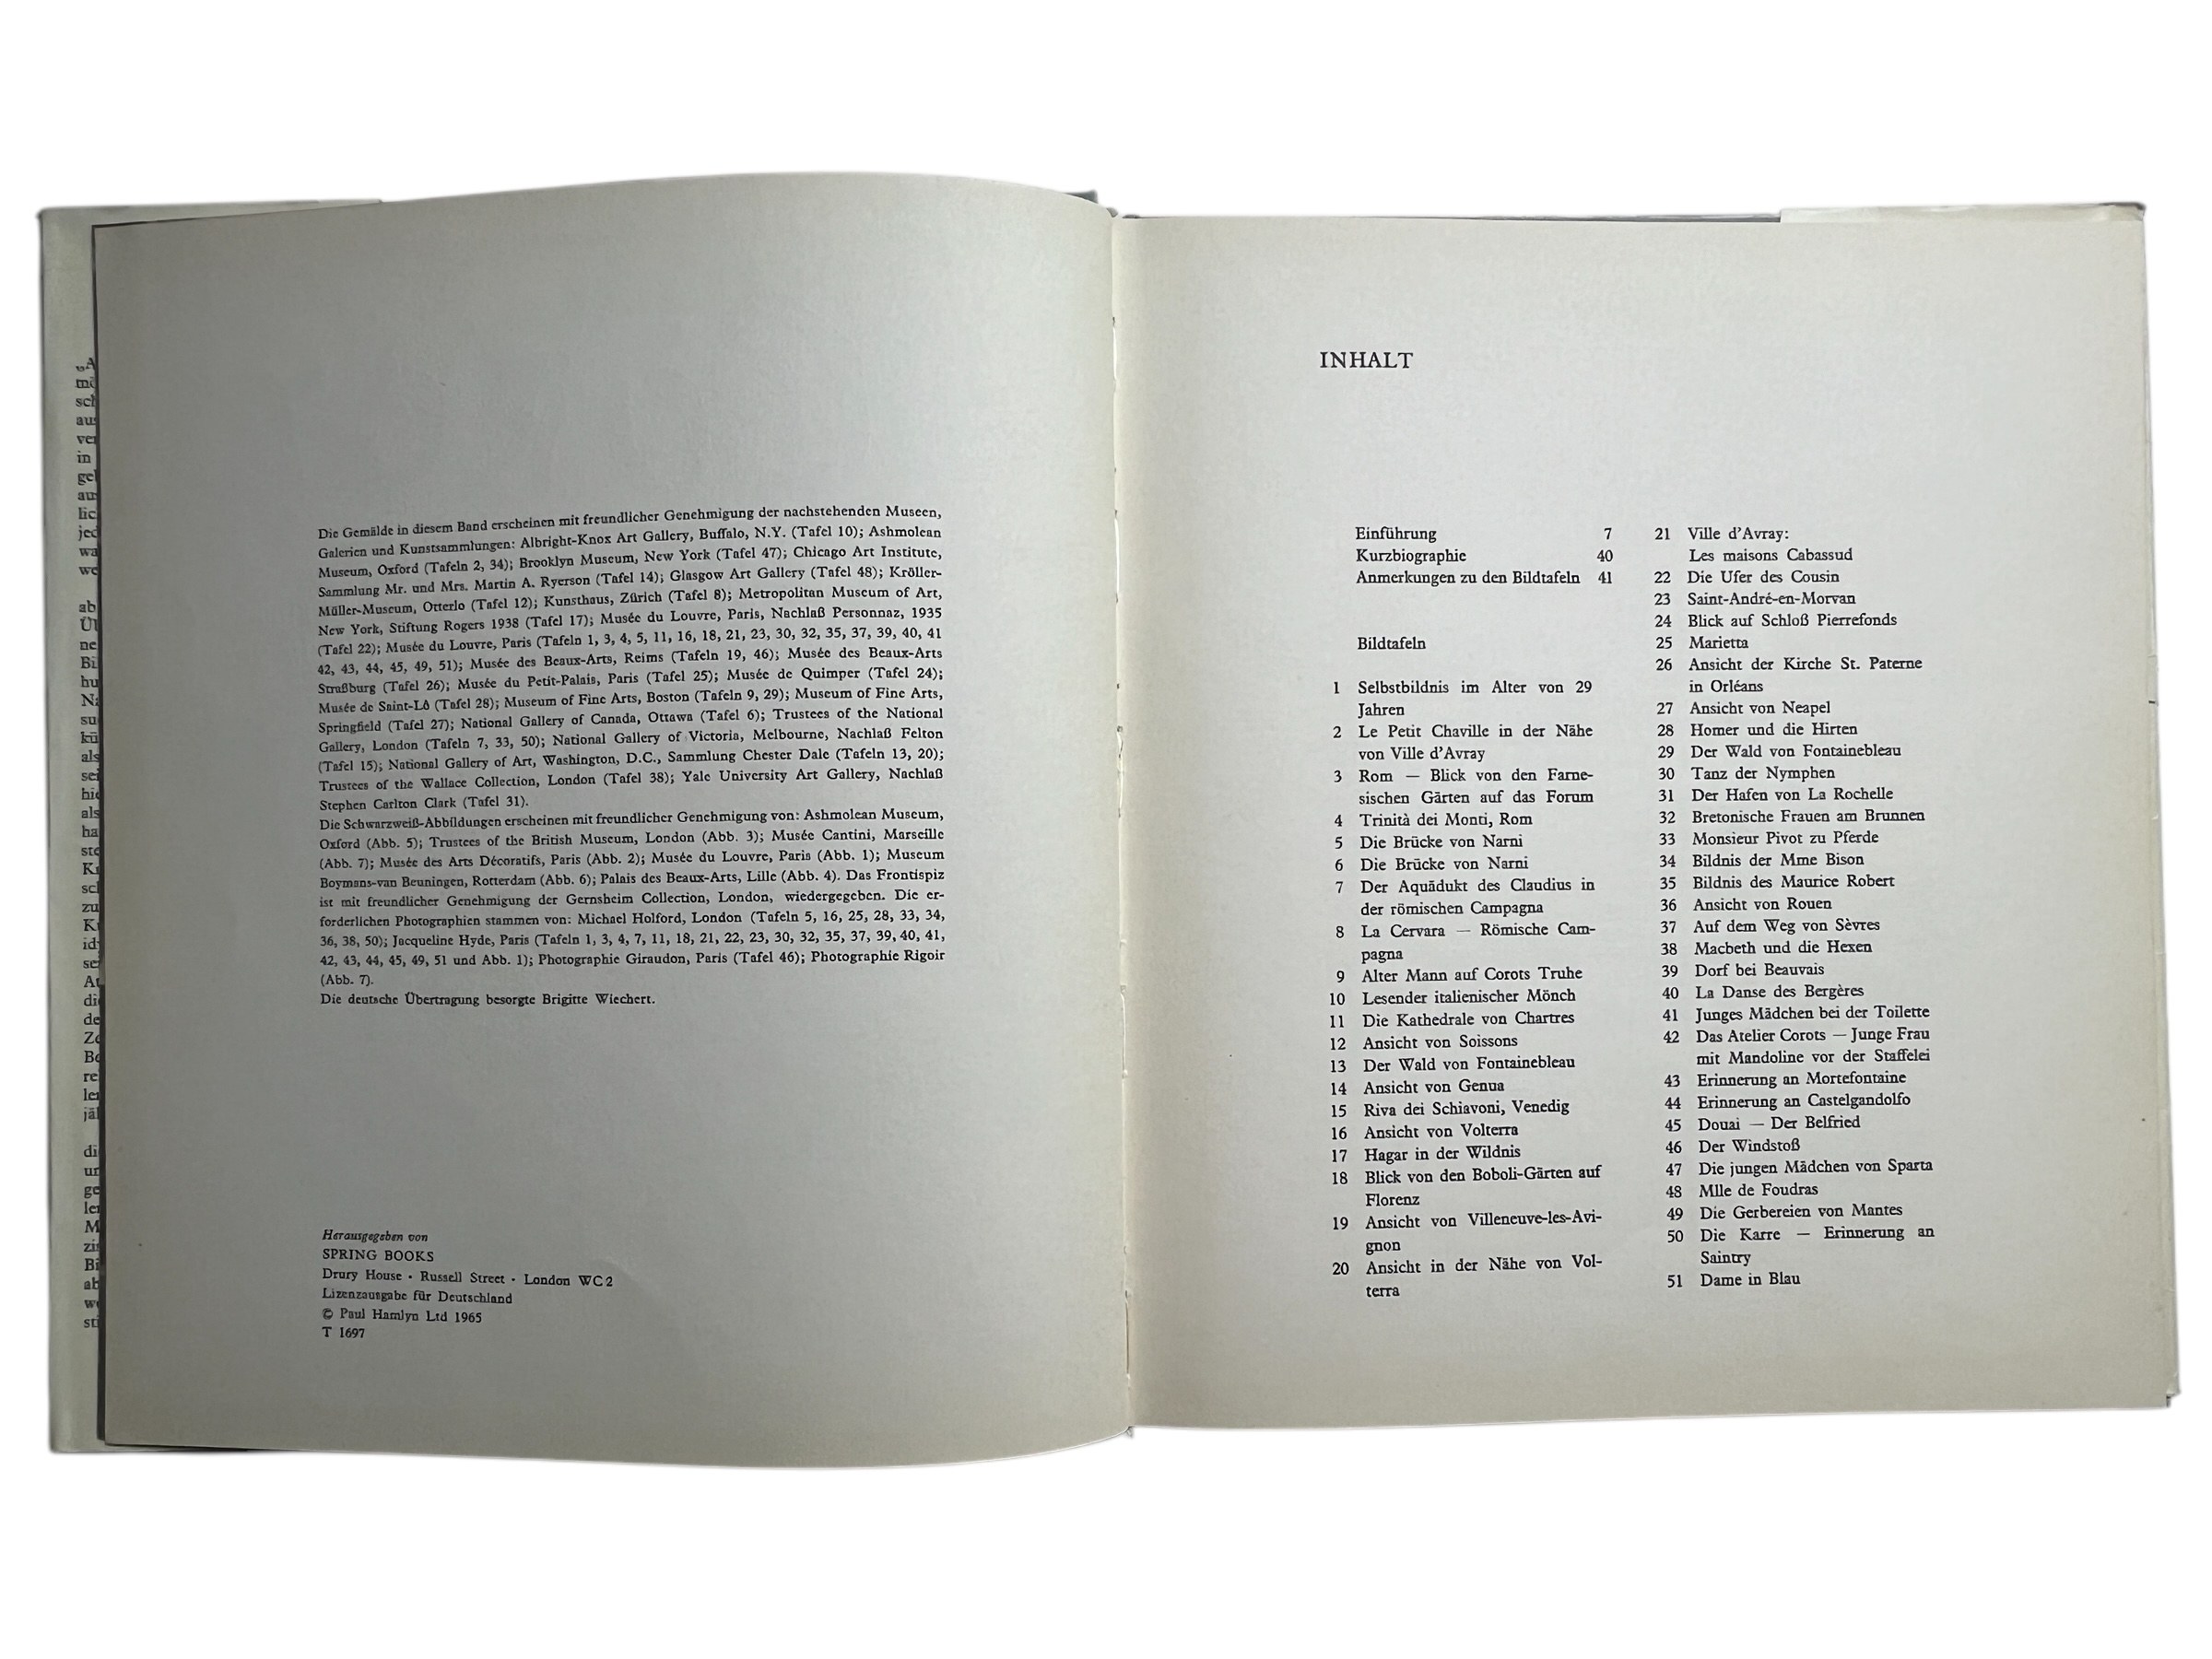 Die Gemälde in diesem Band erscheinen mit freundlicher Genehmigung der nachstehenden Museen,
Galerien und Kunstsammlungen: Albright-Knox Art Gallery, Buffalo, N.Y. (Tafel 10); Ashmolean
Museum, Oxford (Tafeln 2, 34); Brooklyn Museum, New York (Tafel 47); Chicago Art Institute,
Sammlung Mr. und Mrs. Martin A. Ryerson (Tafel 14); Glasgow Art Gallery (Tafel 48); Kröller-
Müller-Museum, Otterlo (Tafel 12); Kunsthaus, Zürich (Tafel 8); Metropolitan Museum of Art,
New York, Stiftung Rogers 1938 (Tafel 17); Musée du Louvre, Paris, Nachlaß Personnaz, 1935
(Tafel 22); Musée du Louvre, Paris (Tafeln 1, 3, 4, 5, 11, 16, 18, 21, 23, 30, 32, 35, 37, 39, 40, 41
42, 43, 44, 45, 49, 51); Musée des Beaux-Arts, Reims (Tafeln 19, 46); Musée des Beaux-Arts
Straßburg (Tafel 26); Musée du Petit-Palais, Paris (Tafel 25); Musée de Quimper (Tafel 24);
Musée de Saint-Lô (Tafel 28); Museum of Fine Arts, Boston (Tafeln 9, 29); Museum of Fine Arts,
Springfield (Tafel 27); National Gallery of Canada, Ottawa (Tafel 6); Trustees of the National
Gallery, London (Tafeln 7, 33, 50); National Gallery of Victoria, Melbourne, Nachlaß Felton
(Tafel 15); National Gallery of Art, Washington, D.C., Sammlung Chester Dale (Tafeln 13, 20);
Trustees of the Wallace Collection, London (Tafel 38); Yale University Art Gallery, Nachlaß
Stephen Carlton Clark (Tafel 31).
Die Schwarzweiß-Abbildungen erscheinen mit freundlicher Genehmigung von: Ashmolean Museum,
Oxford (Abb. 5); Trustees of the British Museum, London (Abb. 3); Musée Cantini, Marseille
(Abb. 7); Musée des Arts Décoratifs, Paris (Abb. 2); Musée du Louvre, Paris (Abb. 1); Museum
Boymans-van Beuningen, Rotterdam (Abb. 6); Palais des Beaux-Arts, Lille (Abb. 4). Das Frontispiz
ist mit freundlicher Genehmigung der Gernsheim Collection, London, wiedergegeben. Die er-
forderlichen Photographien stammen von: Michael Holford, London (Tafeln 5, 16, 25, 28, 33, 34,
36, 38, 50); Jacqueline Hyde, Paris (Tafeln 1, 3, 4, 7, 11, 18, 21, 22, 23, 30, 32, 35, 37, 39, 40, 41,
42, 43, 44, 45, 49, 51 und Abb. 1); Photographie Giraudon, Paris (Tafel 46); Photographie Rigoir
(Abb. 7).
Die deutsche Übertragung besorgte Brigitte Wiechert.
Herausgegeben von
SPRING BOOKS
Drury House · Russell Street · London WC2
Lizenzausgabe für Deutschland
© Paul Hamlyn Ltd 1965
T 1697
INHALT
Einführung 7
Kurzbiographie 40
Anmerkungen zu den Bildtafeln 41
Bildtafeln
1 Selbstbildnis im Alter von 29
Jahren
2 Le Petit Chaville in der Nähe
von Ville d'Avray
3 Rom — Blick von den Farne-
sischen Gärten auf das Forum
4 Trinità dei Monti, Rom
5 Die Brücke von Narni
6 Die Brücke von Narni
7 Der Aquädukt des Claudius in
der römischen Campagna
8 La Cervara — Römische Cam-
pagna
9 Alter Mann auf Corots Truhe
10 Lesender italienischer Mönch
11 Die Kathedrale von Chartres
12 Ansicht von Soissons
13 Der Wald von Fontainebleau
14 Ansicht von Genua
15 Riva dei Schiavoni, Venedig
16 Ansicht von Volterra
17 Hagar in der Wildnis
18 Blick von den Boboli-Gärten auf
Florenz
19 Ansicht von Villeneuve-les-Avi-
gnon
20 Ansicht in der Nähe von Vol-
terra
21 Ville d'Avray:
Les maisons Cabassud
22 Die Ufer des Cousin
23 Saint-André-en-Morvan
24 Blick auf Schloß Pierrefonds
25 Marietta
26 Ansicht der Kirche St. Paterne
in Orléans
27 Ansicht von Neapel
28 Homer und die Hirten
29 Der Wald von Fontainebleau
30 Tanz der Nymphen
31 Der Hafen von La Rochelle
32 Bretonische Frauen am Brunnen
33 Monsieur Pivot zu Pferde
34 Bildnis der Mme Bison
35 Bildnis des Maurice Robert
36 Ansicht von Rouen
37 Auf dem Weg von Sèvres
38 Macbeth und die Hexen
39 Dorf bei Beauvais
40 La Danse des Bergères
41 Junges Mädchen bei der Toilette
42 Das Atelier Corots — Junge Frau
mit Mandoline vor der Staffelei
43 Erinnerung an Mortefontaine
44 Erinnerung an Castelgandolfo
45 Douai — Der Belfried
46 Der Windstoß
47 Die jungen Mädchen von Sparta
48 Mlle de Foudras
49 Die Gerbereien von Mantes
50 Die Karre — Erinnerung an
Saintry
51 Dame in Blau